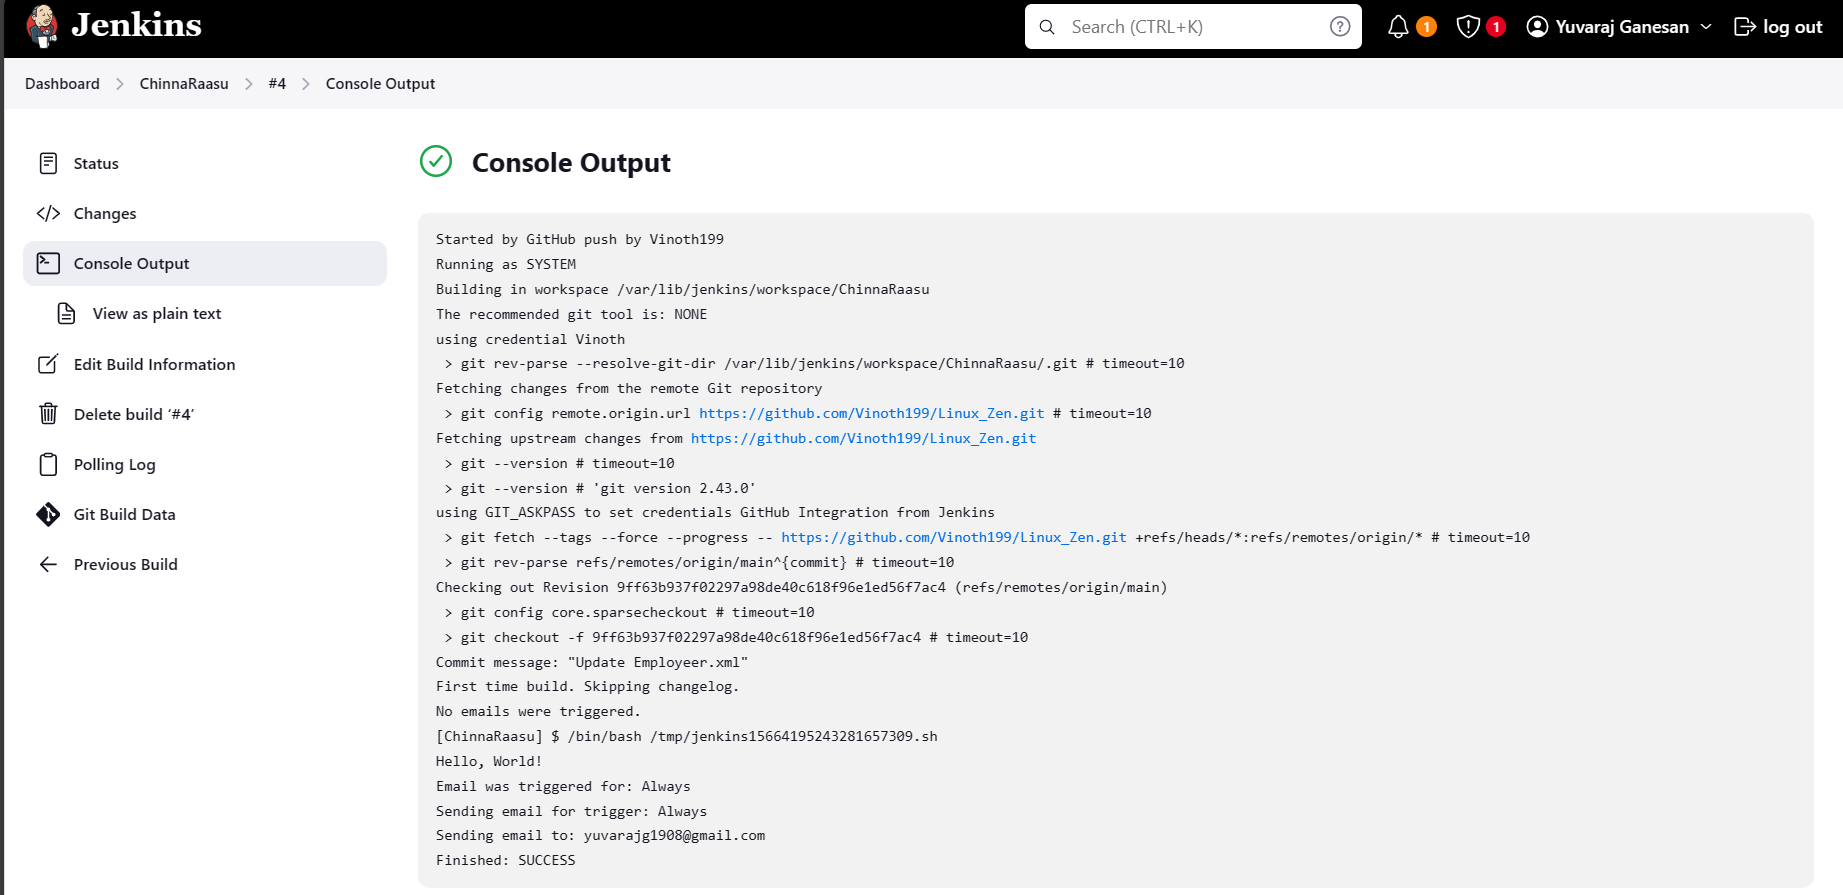 Jenkins
Search (CTRL+K)
1
1
Yuvaraj Ganesan
log out
Dashboard
ChinnaRaasu
#4
Console Output
Status
Changes
Console Output
View as plain text
Edit Build Information
Delete build ‘#4’
Polling Log
Git Build Data
Previous Build
Console Output
Started by GitHub push by Vinoth199
Running as SYSTEM
Building in workspace /var/lib/jenkins/workspace/ChinnaRaasu
The recommended git tool is: NONE
using credential Vinoth
> git rev-parse --resolve-git-dir /var/lib/jenkins/workspace/ChinnaRaasu/.git # timeout=10
Fetching changes from the remote Git repository
> git config remote.origin.url https://github.com/Vinoth199/Linux_Zen.git # timeout=10
Fetching upstream changes from https://github.com/Vinoth199/Linux_Zen.git
> git --version # timeout=10
> git --version # 'git version 2.43.0'
using GIT_ASKPASS to set credentials GitHub Integration from Jenkins
> git fetch --tags --force --progress -- https://github.com/Vinoth199/Linux_Zen.git +refs/heads/*:refs/remotes/origin/* # timeout=10
> git rev-parse refs/remotes/origin/main^{commit} # timeout=10
Checking out Revision 9ff63b937f02297a98de40c618f96e1ed56f7ac4 (refs/remotes/origin/main)
> git config core.sparsecheckout # timeout=10
> git checkout -f 9ff63b937f02297a98de40c618f96e1ed56f7ac4 # timeout=10
Commit message: "Update Employeer.xml"
First time build. Skipping changelog.
No emails were triggered.
[ChinnaRaasu] $ /bin/bash /tmp/jenkins15664195243281657309.sh
Hello, World!
Email was triggered for: Always
Sending email for trigger: Always
Sending email to: yuvarajg1908@gmail.com
Finished: SUCCESS